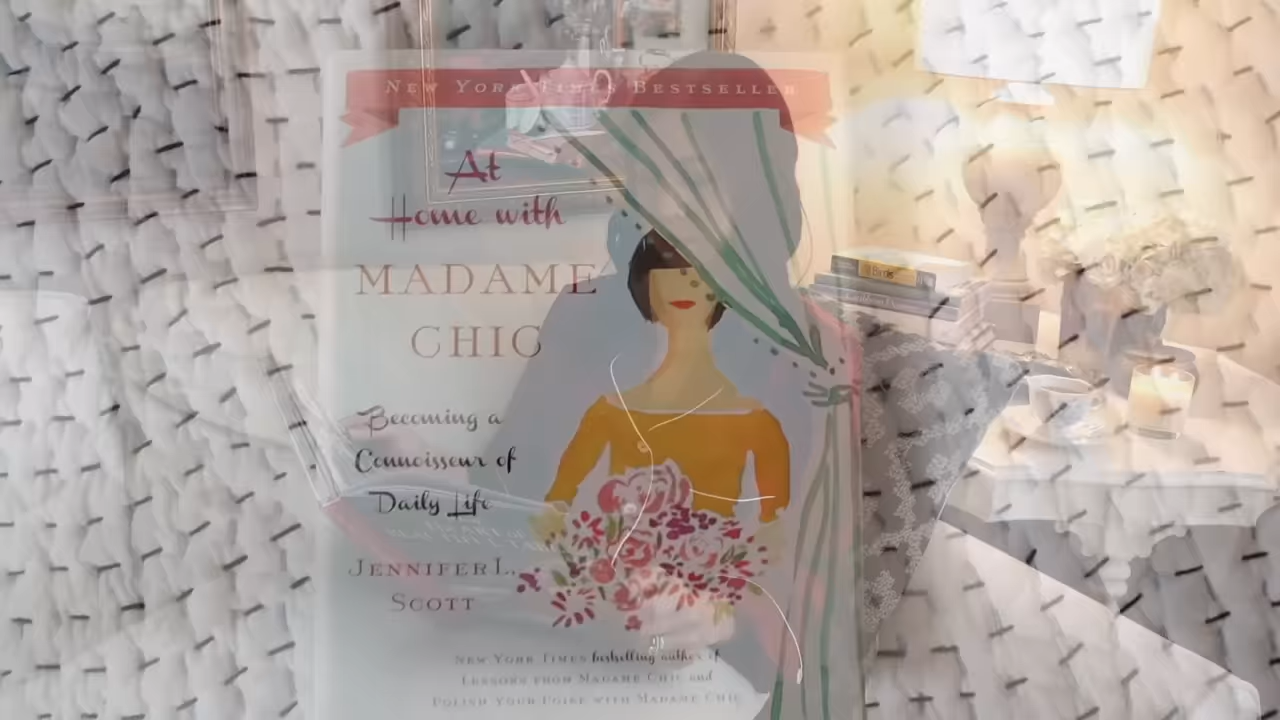 NEW YORK TIMES BESTSELLER
At
Home with
MADAME
CHIC
Becoming a
Connoisseur of
Daily Life
JENNIFER L.
SCOTT
NEW YORK TIMES bestselling author of
LESSONS FROM MADAME CHIC and
POLISH YOUR POISE WITH MADAME CHIC
Birds